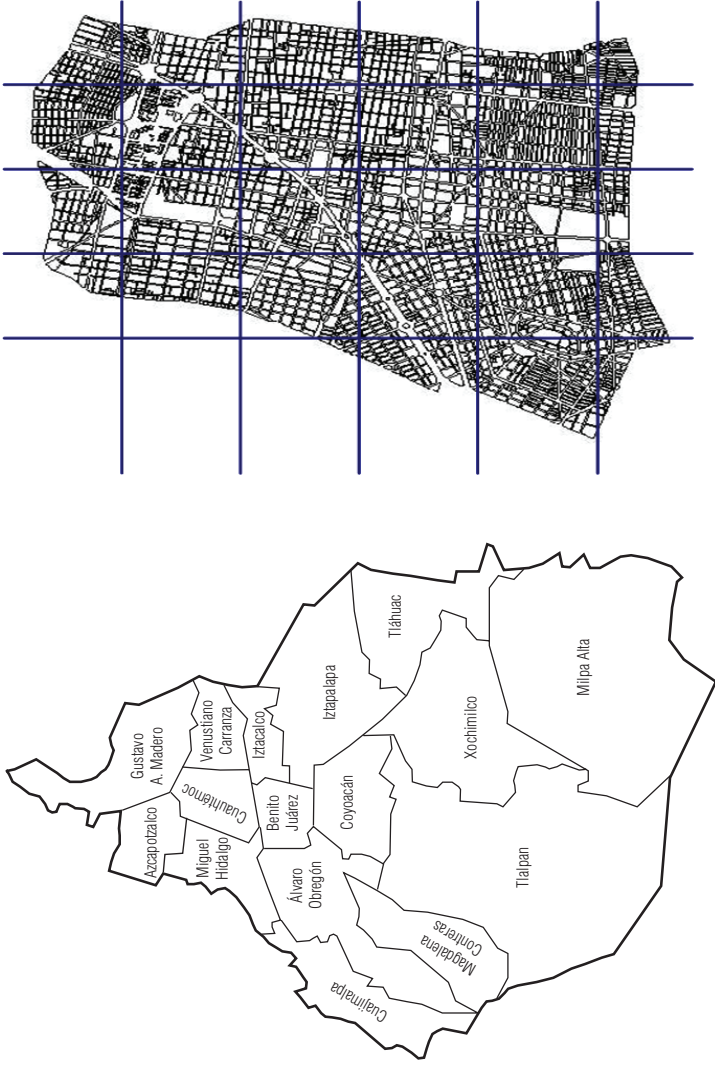 Gustavo
A. Madero
Azcapotzalco
Venustiano
Carranza
Cuauhtémoc
Miguel
Hidalgo
Iztacalco
Benito
Juárez
Iztapalapa
Tláhuac
Álvaro
Obregón
Coyoacán
Xochimilco
Cuajimalpa
Magdalena
Contreras
Tlalpan
Milpa Alta